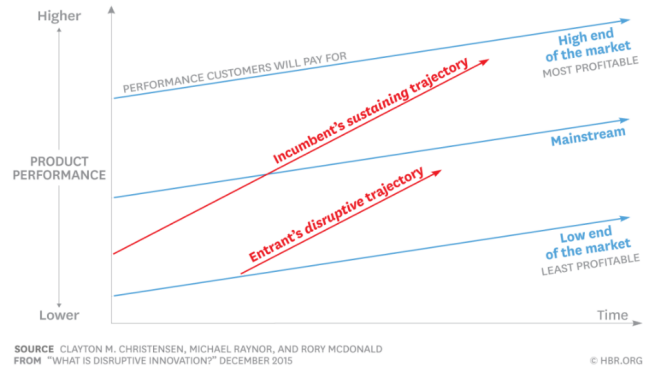 Higher
PERFORMANCE CUSTOMERS WILL PAY FOR
High end
of the market
MOST PROFITABLE
Incumbent's sustaining trajectory
Mainstream
PRODUCT
PERFORMANCE
Entrant's disruptive trajectory
Low end
of the market
LEAST PROFITABLE
Lower
Time
SOURCE CLAYTON M. CHRISTENSEN, MICHAEL RAYNOR, AND RORY MCDONALD
FROM "WHAT IS DISRUPTIVE INNOVATION?" DECEMBER 2015
© HBR.ORG